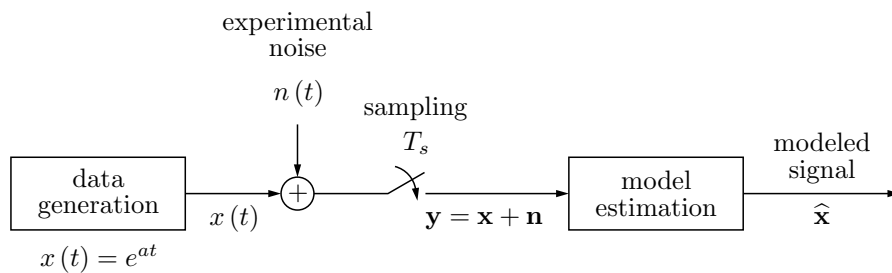 experimental
noise
n (t)
sampling
T_s
data
generation
+
x (t)
y = x + n
model
estimation
modeled
signal
x̂
x (t) = e^{at}